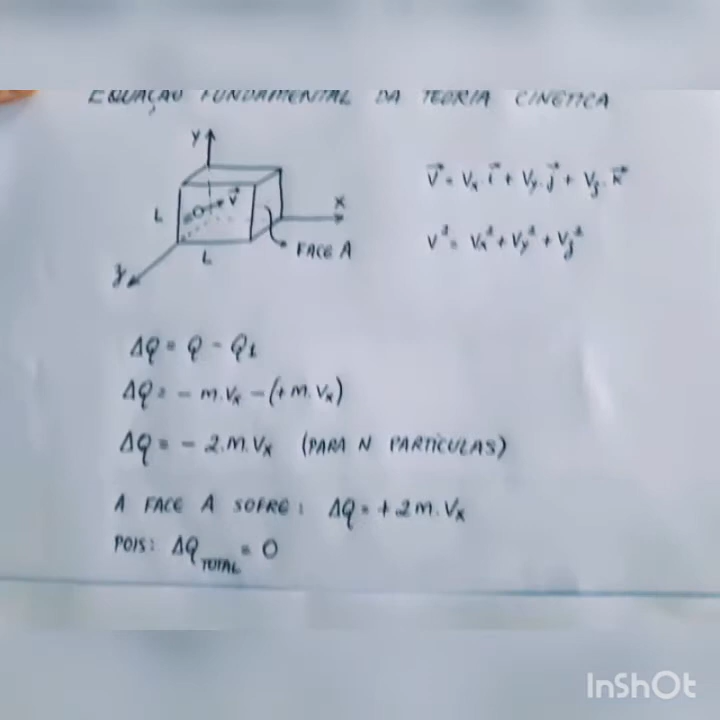 EQUAÇÃO FUNDAMENTAL DA TEORIA CINÉTICA
Y
X
L
V⃗
L
FACE A
z
V⃗ = Vx.i⃗ + Vy.j⃗ + Vz.k⃗
V² = Vx² + Vy² + Vz²
ΔQ = Q - Q1
ΔQ = - m.Vx - (+ m.Vx)
ΔQ = - 2.m.Vx (PARA N PARTÍCULAS)
A FACE A SOFRE: ΔQ = + 2m.Vx
POIS: ΔQ TOTAL = 0
InShOt